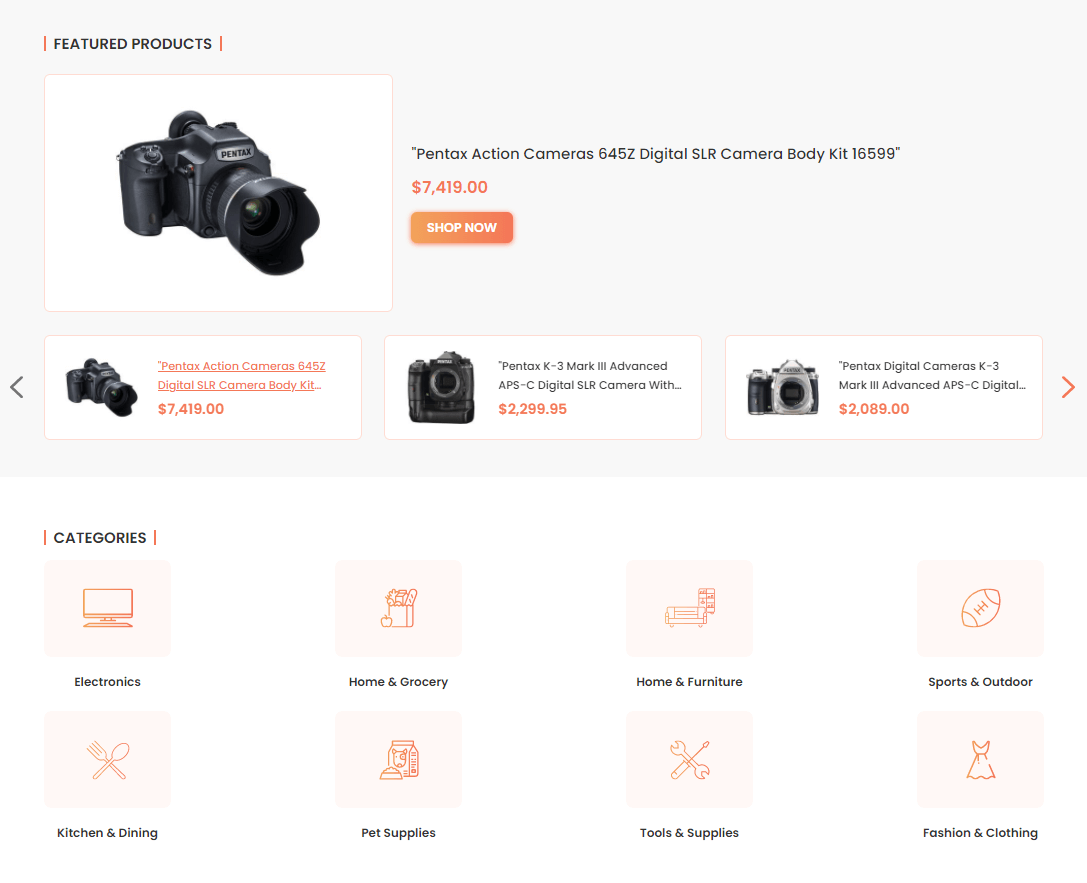 FEATURED PRODUCTS
PENTAX
"Pentax Action Cameras 645Z Digital SLR Camera Body Kit 16599"
$7,419.00
SHOP NOW
"Pentax Action Cameras 645Z
Digital SLR Camera Body Kit...
$7,419.00
PENTAX
"Pentax K-3 Mark III Advanced
APS-C Digital SLR Camera With...
$2,299.95
PENTAX
"Pentax Digital Cameras K-3
Mark III Advanced APS-C Digital...
$2,089.00
CATEGORIES
Electronics
Home & Grocery
Home & Furniture
Sports & Outdoor
Kitchen & Dining
Pet Supplies
Tools & Supplies
Fashion & Clothing